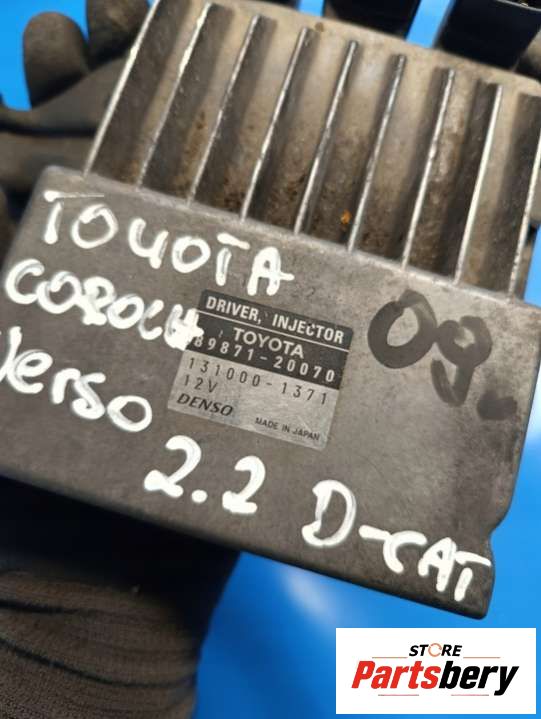 TOYOTA
COROLLA
Verso
2.2 D-CAT
09.
DRIVER, INJECTOR
TOYOTA
89871-20070
131000-1371
12V
DENSO MADE IN JAPAN
STORE
Partsbery